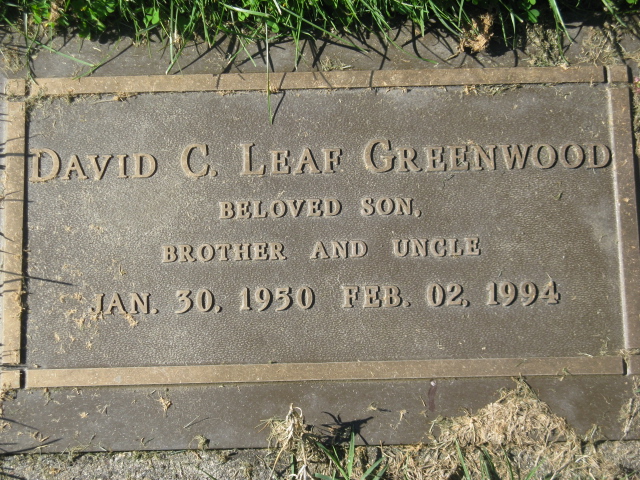 DAVID C. LEAF GREENWOOD
BELOVED SON,
BROTHER AND UNCLE
JAN. 30, 1950 FEB. 02, 1994